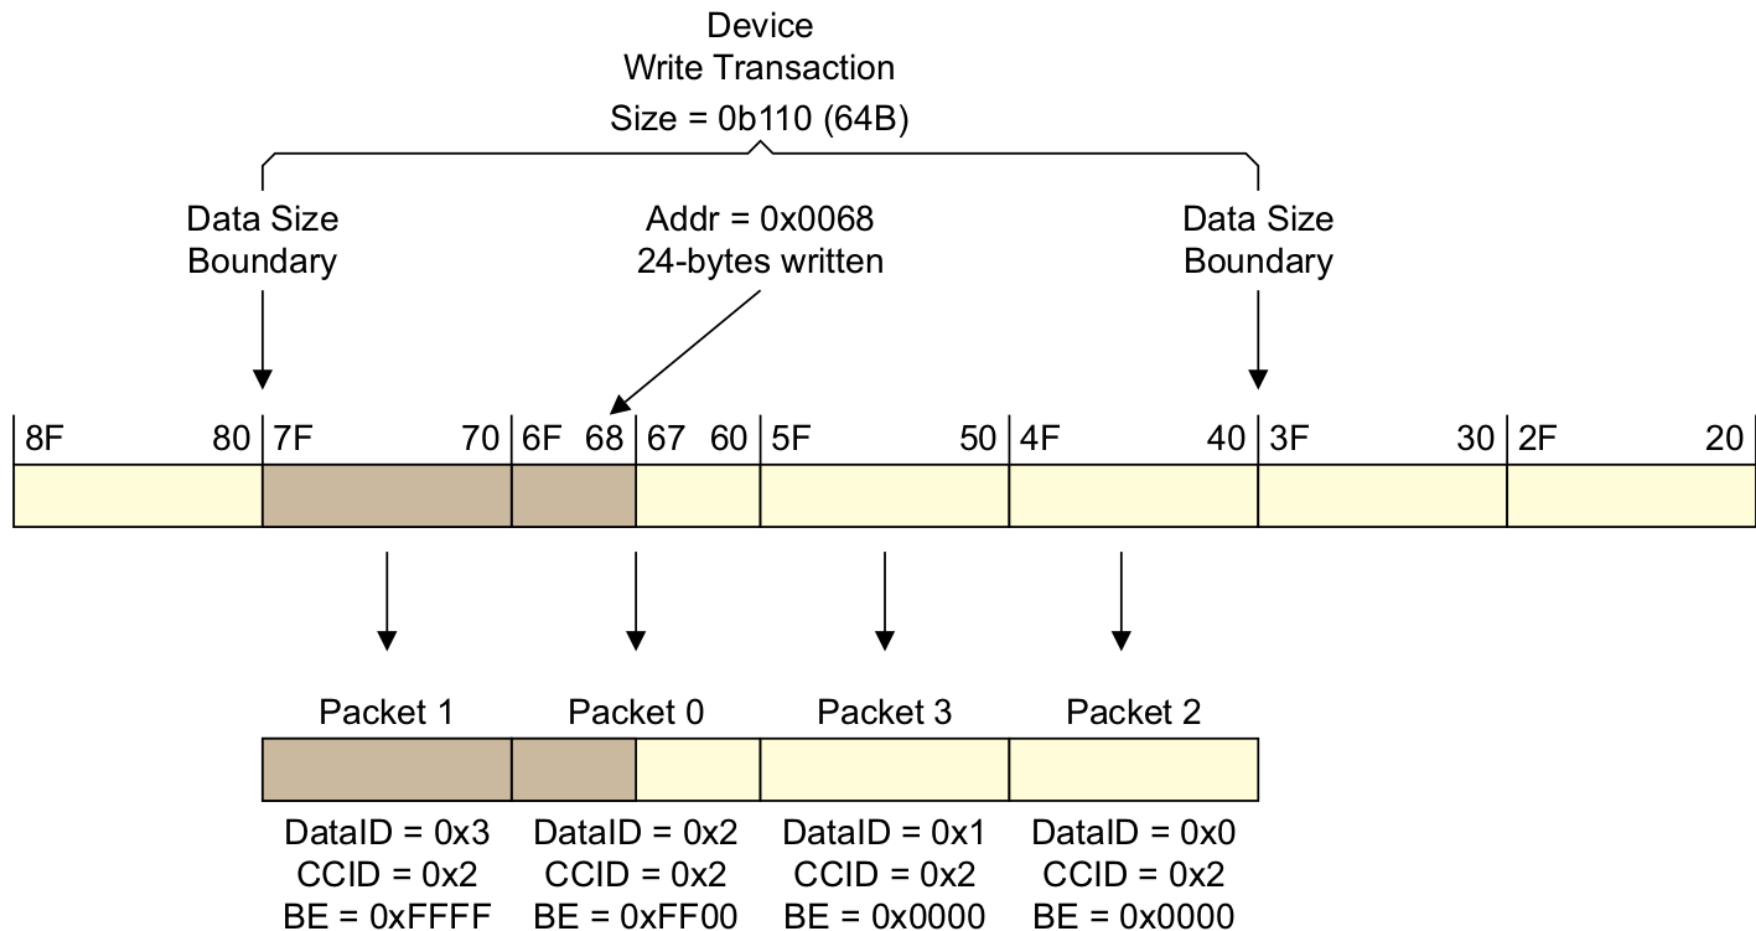 Device
Write Transaction
Size = 0b110 (64B)
Data Size
Boundary
Addr = 0x0068
24-bytes written
Data Size
Boundary
8F 80 7F 70 6F 68 67 60 5F 50 4F 40 3F 30 2F 20
Packet 1 Packet 0 Packet 3 Packet 2
DataID = 0x3 DataID = 0x2 DataID = 0x1 DataID = 0x0
CCID = 0x2 CCID = 0x2 CCID = 0x2 CCID = 0x2
BE = 0xFFFF BE = 0xFF00 BE = 0x0000 BE = 0x0000